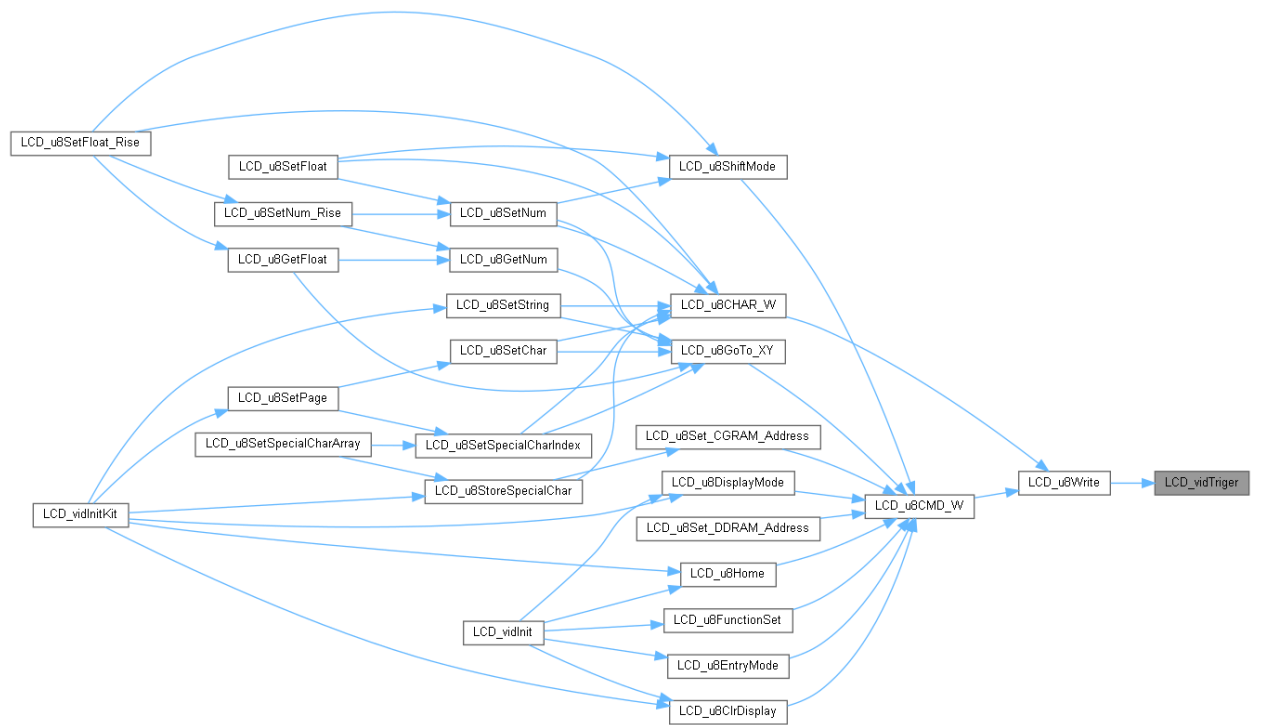 LCD_u8SetFloat_Rise
LCD_u8SetFloat
LCD_u8ShiftMode
LCD_u8SetNum_Rise
LCD_u8SetNum
LCD_u8GetFloat
LCD_u8GetNum
LCD_u8SetString
LCD_u8CHAR_W
LCD_u8SetChar
LCD_u8GoTo_XY
LCD_u8SetPage
LCD_u8SetSpecialCharArray
LCD_u8SetSpecialCharIndex
LCD_u8Set_CGRAM_Address
LCD_u8StoreSpecialChar
LCD_u8DisplayMode
LCD_u8Write
LCD_vidTriger
LCD_vidInitKit
LCD_u8CMD_W
LCD_u8Set_DDRAM_Address
LCD_u8Home
LCD_vidInit
LCD_u8FunctionSet
LCD_u8EntryMode
LCD_u8ClrDisplay